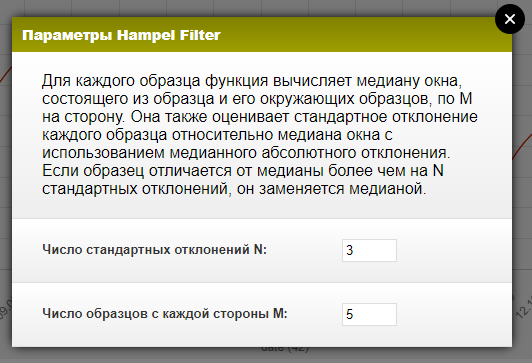 Параметры Hampel Filter
Для каждого образца функция вычисляет медиану окна,
состоящего из образца и его окружающих образцов, по М
на сторону. Она также оценивает стандартное отклонение
каждого образца относительно медиана окна с
использованием медианного абсолютного отклонения.
Если образец отличается от медианы более чем на N
стандартных отклонений, он заменяется медианой.
Число стандартных отклонений N:
3
Число образцов с каждой стороны M:
5
date (42)